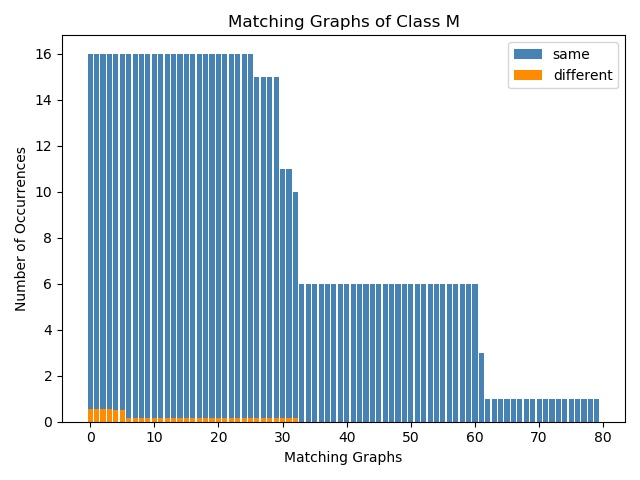 Matching Graphs of Class M
same
different
Number of Occurrences
16
14
12
10
8
6
4
2
0
0 10 20 30 40 50 60 70 80
Matching Graphs